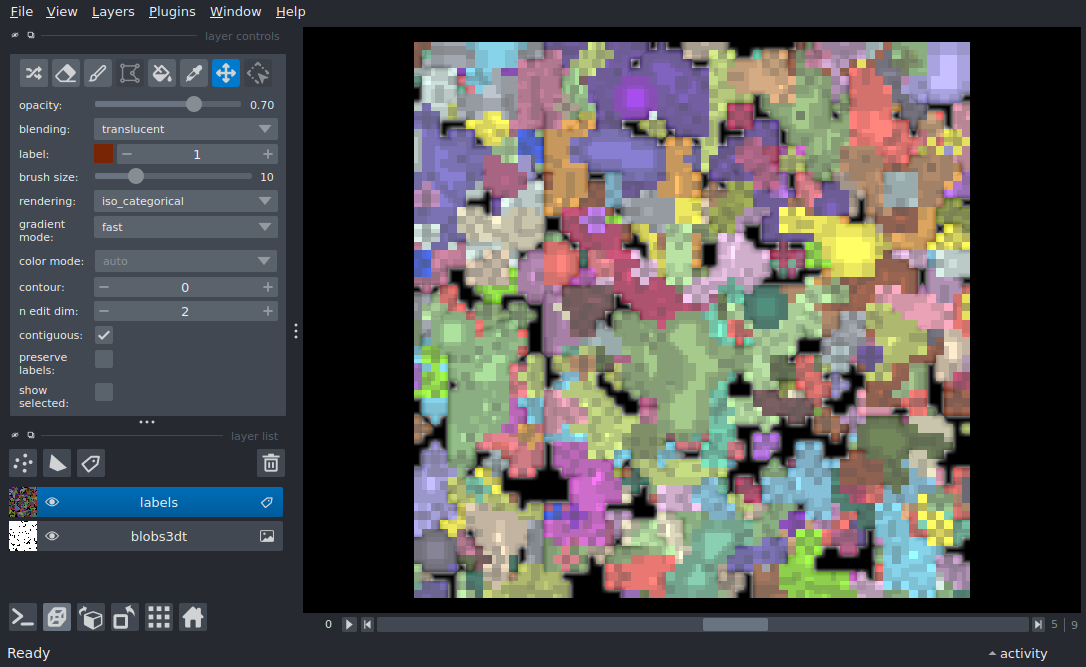 File View Layers Plugins Window Help
layer controls
opacity: 0.70
blending: translucent
label: 1
brush size: 10
rendering: iso_categorical
gradient
mode: fast
color mode: auto
contour: 0
n edit dim: 2
contiguous:
preserve
labels:
show
selected:
layer list
labels
blobs3dt
0 5 | 9
Ready activity